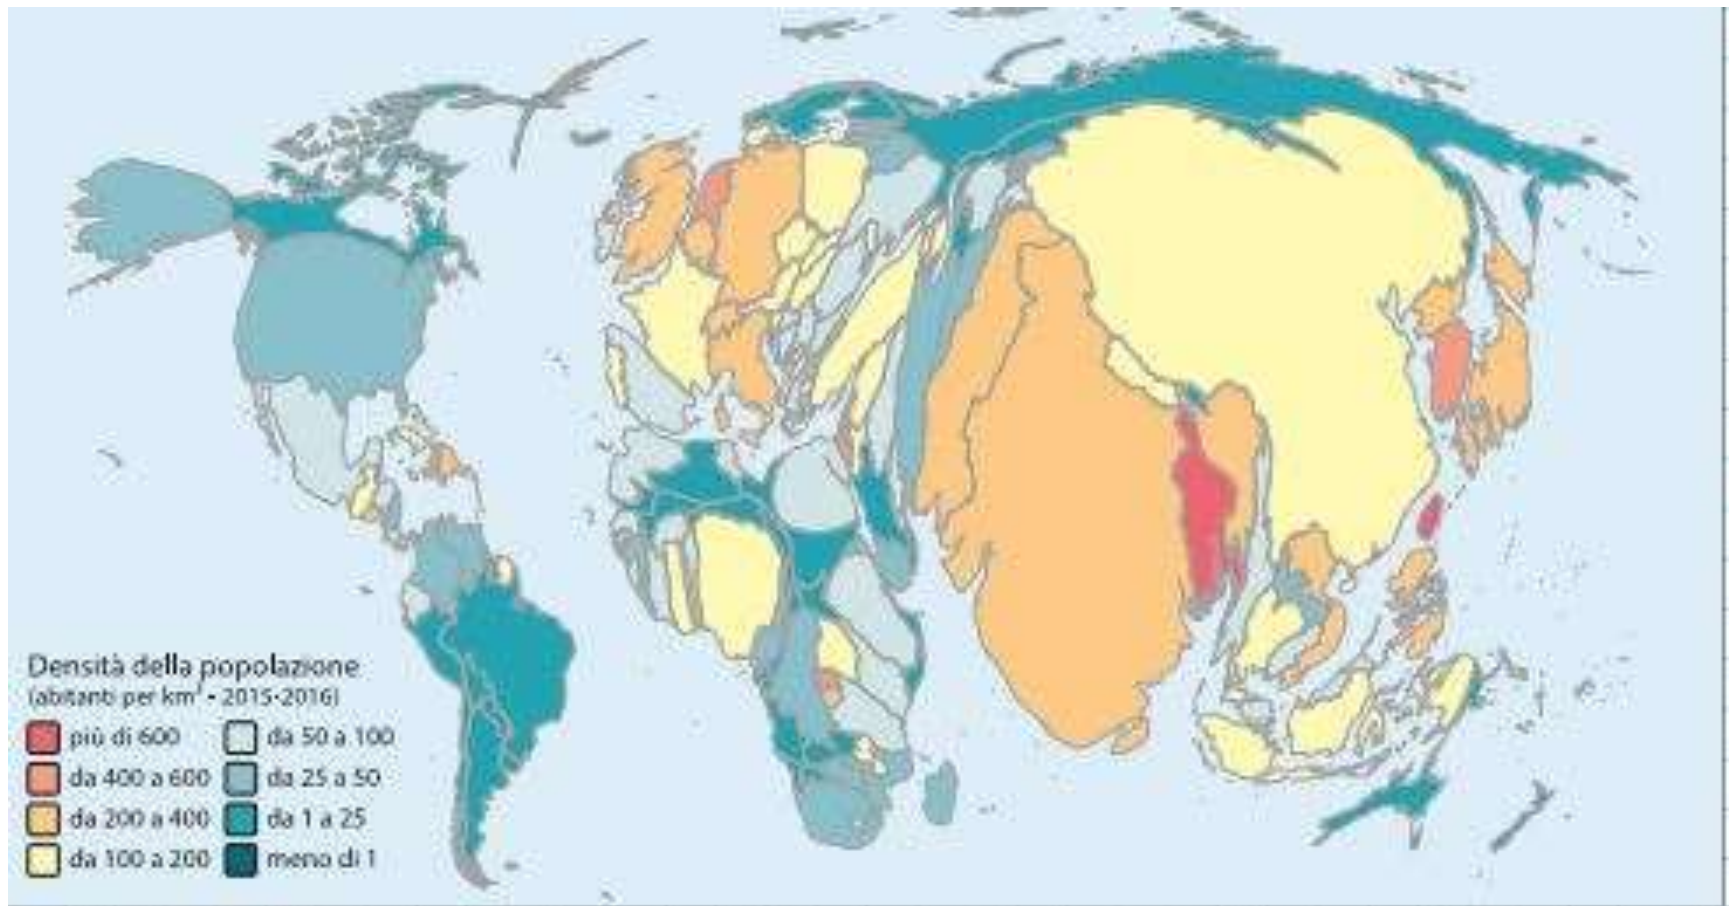 Densità della popolazione
(abitanti per km² - 2015-2016)
più di 600
da 400 a 600
da 200 a 400
da 100 a 200
da 50 a 100
da 25 a 50
da 1 a 25
meno di 1